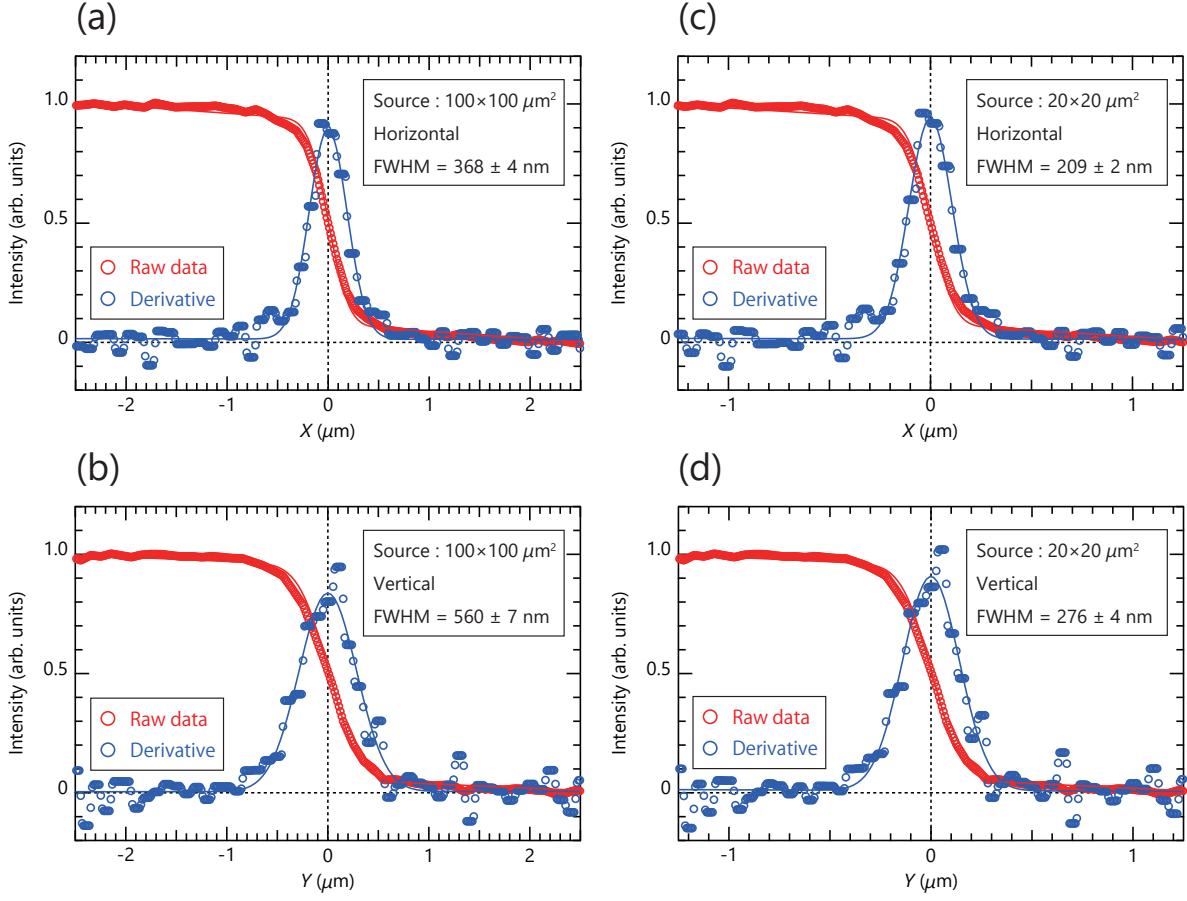 (a)
Intensity (arb. units)
1.0
0.5
0
Source : 100×100 μm²
Horizontal
FWHM = 368 ± 4 nm
Raw data
Derivative
-2 -1 0 1 2
X (μm)
(c)
Intensity (arb. units)
1.0
0.5
0
Source : 20×20 μm²
Horizontal
FWHM = 209 ± 2 nm
Raw data
Derivative
-1 0 1
X (μm)
(b)
Intensity (arb. units)
1.0
0.5
0
Source : 100×100 μm²
Vertical
FWHM = 560 ± 7 nm
Raw data
Derivative
-2 -1 0 1 2
Y (μm)
(d)
Intensity (arb. units)
1.0
0.5
0
Source : 20×20 μm²
Vertical
FWHM = 276 ± 4 nm
Raw data
Derivative
-1 0 1
Y (μm)